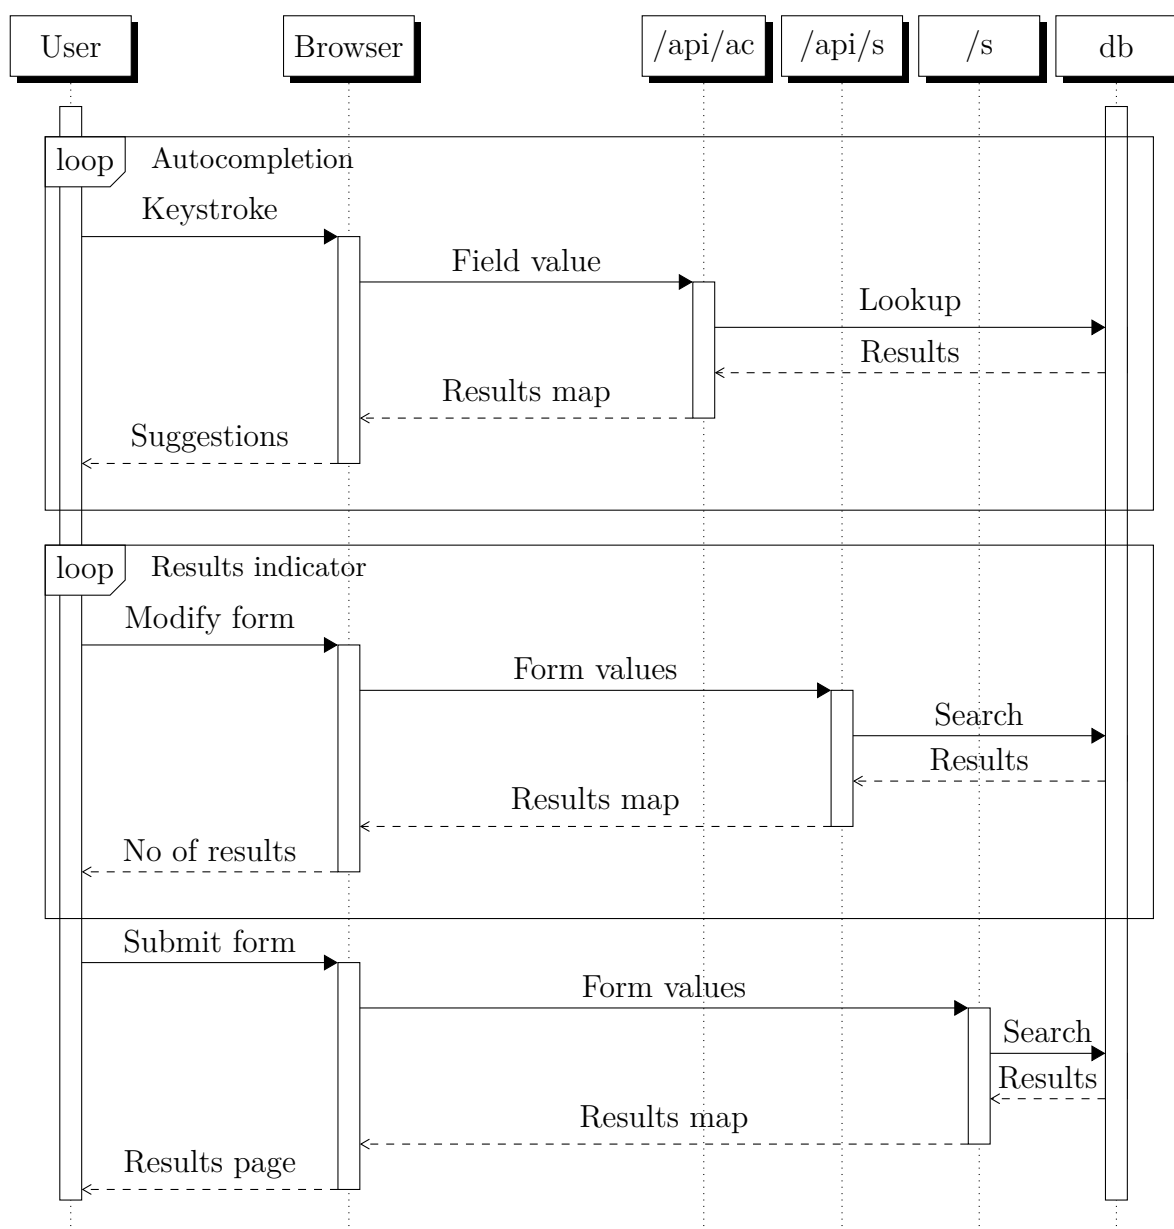 User
Browser
/api/ac
/api/s
/s
db
loop
Autocompletion
Keystroke
Field value
Lookup
Results
Results map
Suggestions
loop
Results indicator
Modify form
Form values
Search
Results
Results map
No of results
Submit form
Form values
Search
Results
Results map
Results page